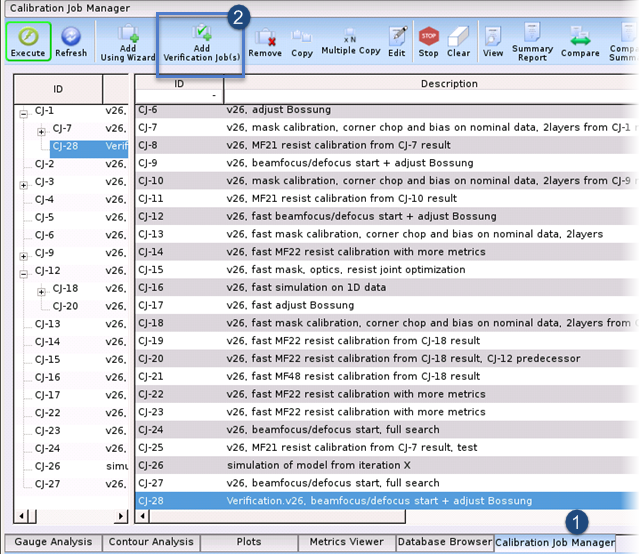 Calibration Job Manager
2
Execute
Refresh
Add
Using Wizard
Add
Verification Job(s)
Remove
Copy
Multiple Copy
Edit
Stop
Clear
View
Summary
Report
Compare
Comp
Summ
ID
ID
Description
-
CJ-1 v26,
CJ-7 v26,
CJ-28 Verif
CJ-2 v26,
CJ-3 v26,
CJ-4 v26,
CJ-5 v26,
CJ-6 v26,
CJ-9 v26,
CJ-12 v26,
CJ-18 v26,
CJ-20 v26,
CJ-13 v26,
CJ-14 v26,
CJ-15 v26,
CJ-16 v26,
CJ-17 v26,
CJ-22 v26,
CJ-23 v26,
CJ-24 v26,
CJ-26 simu
CJ-27 v26,
CJ-6 v26, adjust Bossung
CJ-7 v26, mask calibration, corner chop and bias on nominal data, 2layers from CJ-1 r
CJ-8 v26, MF21 resist calibration from CJ-7 result
CJ-9 v26, beamfocus/defocus start + adjust Bossung
CJ-10 v26, mask calibration, corner chop and bias on nominal data, 2layers from CJ-9 r
CJ-11 v26, MF21 resist calibration from CJ-10 result
CJ-12 v26, fast beamfocus/defocus start + adjust Bossung
CJ-13 v26, fast mask calibration, corner chop and bias on nominal data, 2layers
CJ-14 v26, fast MF22 resist calibration with more metrics
CJ-15 v26, fast mask, optics, resist joint optimization
CJ-16 v26, fast simulation on 1D data
CJ-17 v26, fast adjust Bossung
CJ-18 v26, fast mask calibration, corner chop and bias on nominal data, 2layers from C
CJ-19 v26, fast MF22 resist calibration from CJ-18 result
CJ-20 v26, fast MF22 resist calibration from CJ-18 result, CJ-12 predecessor
CJ-21 v26, fast MF48 resist calibration from CJ-18 result
CJ-22 v26, fast MF22 resist calibration with more metrics
CJ-23 v26, fast MF22 resist calibration with more metrics
CJ-24 v26, beamfocus/defocus start, full search
CJ-25 v26, MF21 resist calibration from CJ-7 result, test
CJ-26 simulation of model from iteration X
CJ-27 v26, beamfocus/defocus start, full search
CJ-28 Verification.v26, beamfocus/defocus start + adjust Bossung
1
Gauge Analysis
Contour Analysis
Plots
Metrics Viewer
Database Browser
Calibration Job Manager